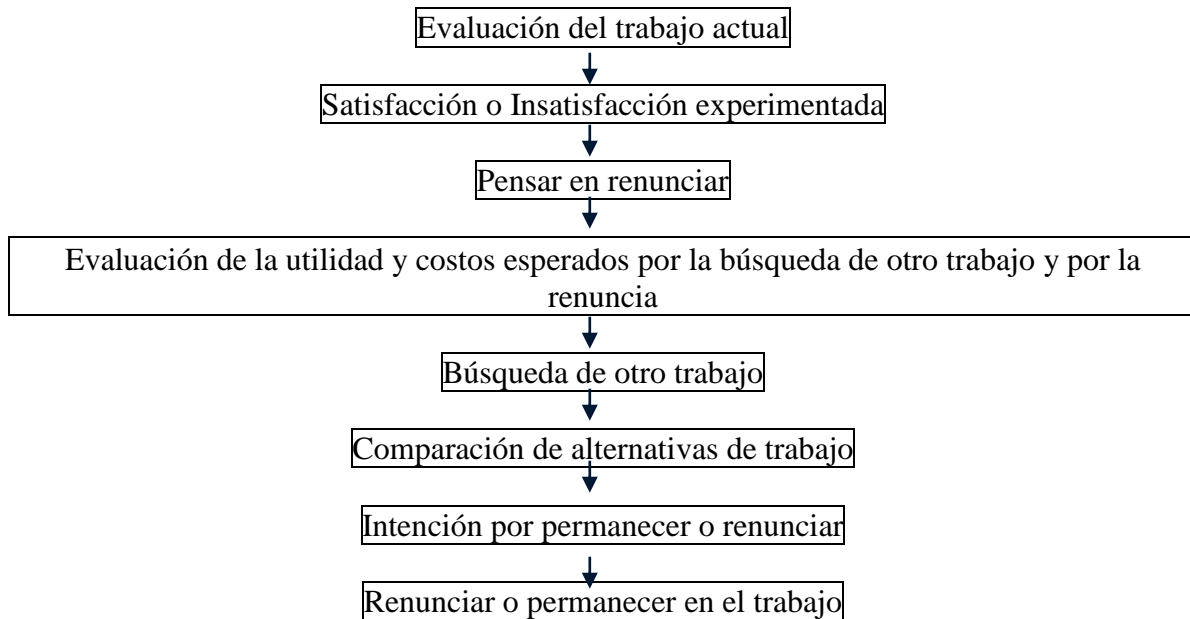 Evaluación del trabajo actual
Satisfacción o Insatisfacción experimentada
Pensar en renunciar
Evaluación de la utilidad y costos esperados por la búsqueda de otro trabajo y por la
renuncia
Búsqueda de otro trabajo
Comparación de alternativas de trabajo
Intención por permanecer o renunciar
Renunciar o permanecer en el trabajo